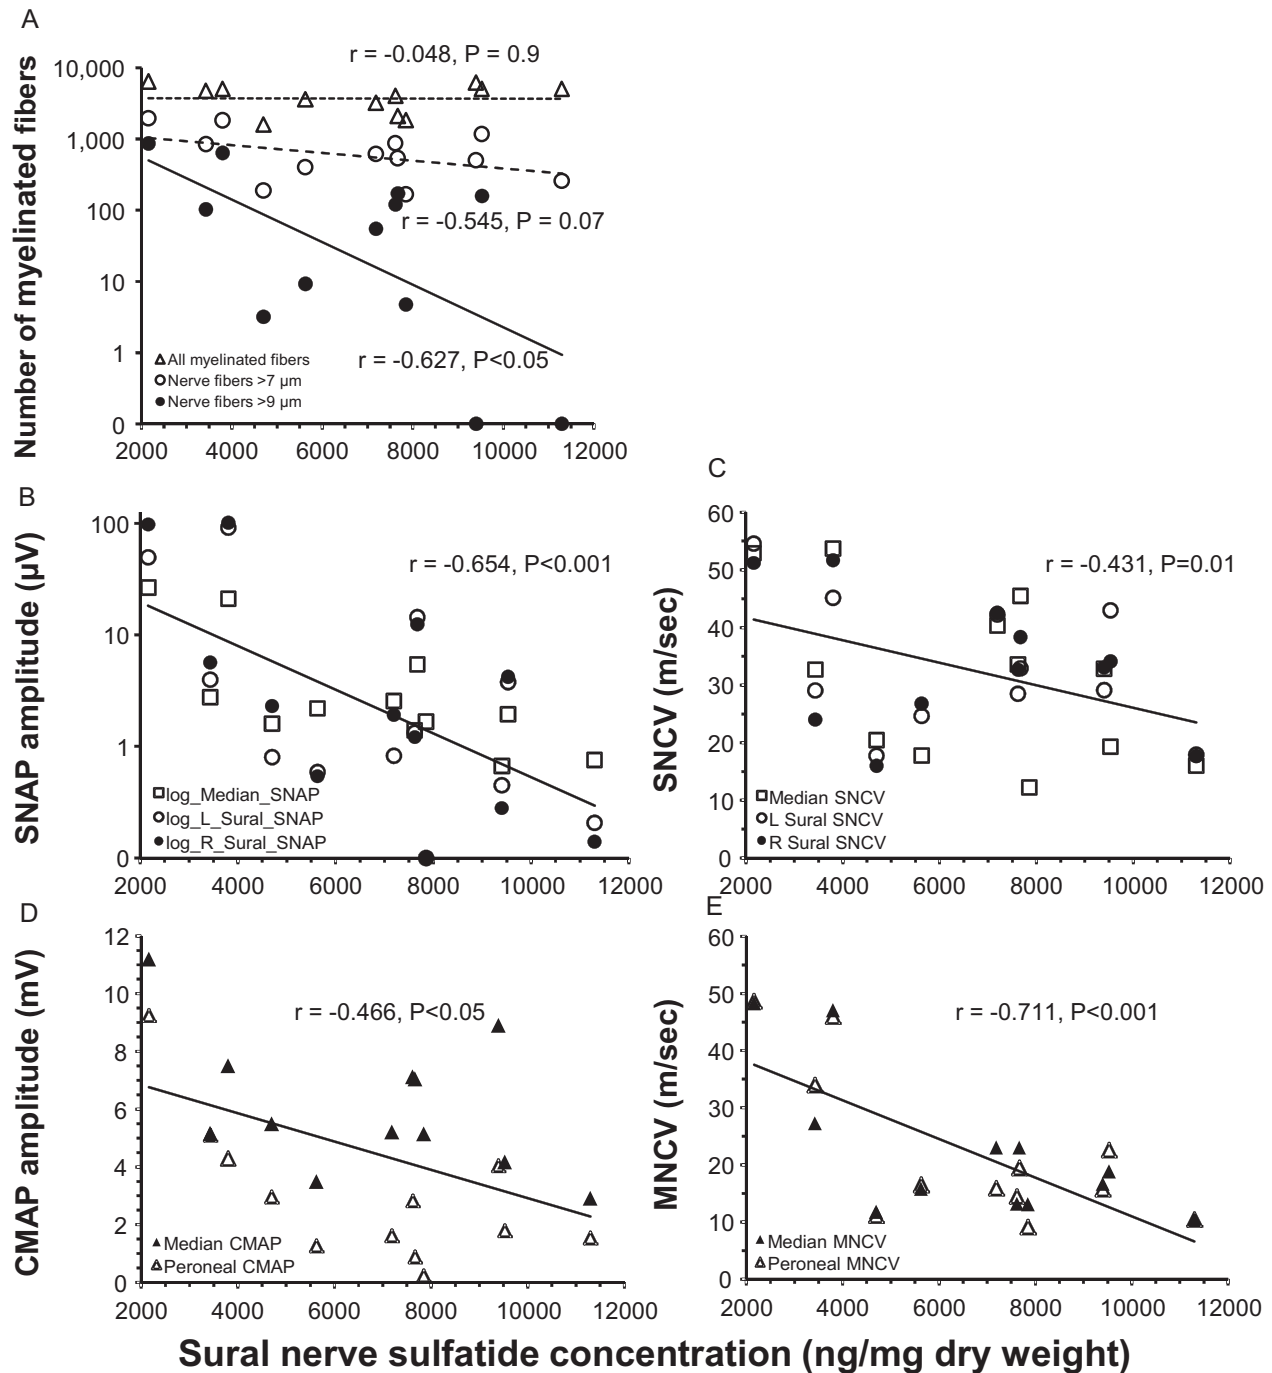 A
Number of myelinated fibers
10,000
1,000
100
10
1
0
r = -0.048, P = 0.9
r = -0.545, P = 0.07
r = -0.627, P<0.05
All myelinated fibers
Nerve fibers >7 µm
Nerve fibers >9 µm
2000 4000 6000 8000 10000 12000
B
SNAP amplitude (µV)
100
10
1
0
r = -0.654, P<0.001
log_Median_SNAP
log_L_Sural_SNAP
log_R_Sural_SNAP
2000 4000 6000 8000 10000 12000
C
SNCV (m/sec)
60
50
40
30
20
10
0
r = -0.431, P=0.01
Median SNCV
L Sural SNCV
R Sural SNCV
2000 4000 6000 8000 10000 12000
D
CMAP amplitude (mV)
12
10
8
6
4
2
0
r = -0.466, P<0.05
Median CMAP
Peroneal CMAP
2000 4000 6000 8000 10000 12000
E
MNCV (m/sec)
60
50
40
30
20
10
0
r = -0.711, P<0.001
Median MNCV
Peroneal MNCV
2000 4000 6000 8000 10000 12000
Sural nerve sulfatide concentration (ng/mg dry weight)